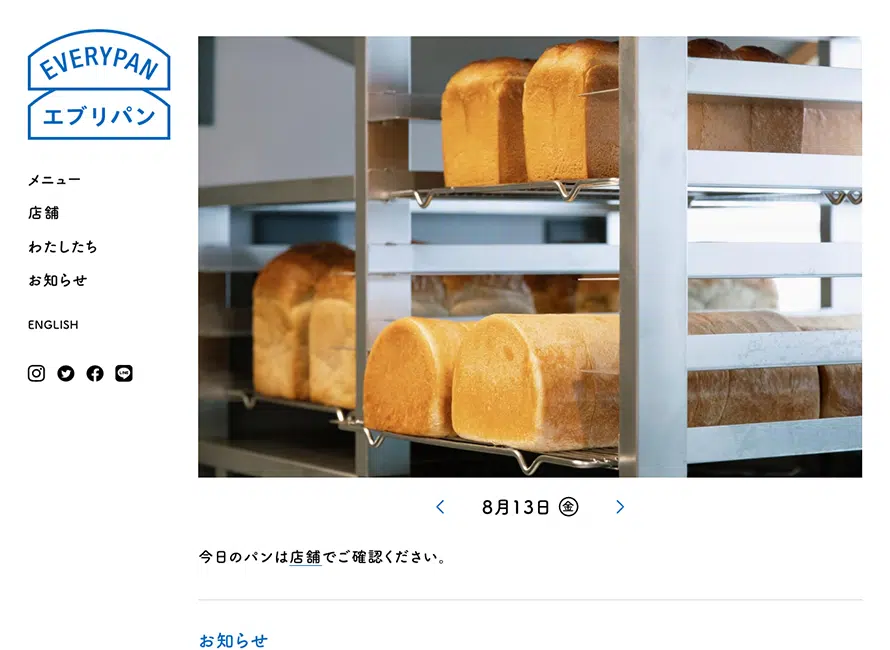 EVERYPAN
エブリパン
メニュー
店舗
わたしたち
お知らせ
ENGLISH
LINE
8月13日 ㊎
今日のパンは店舗でご確認ください。
お知らせ